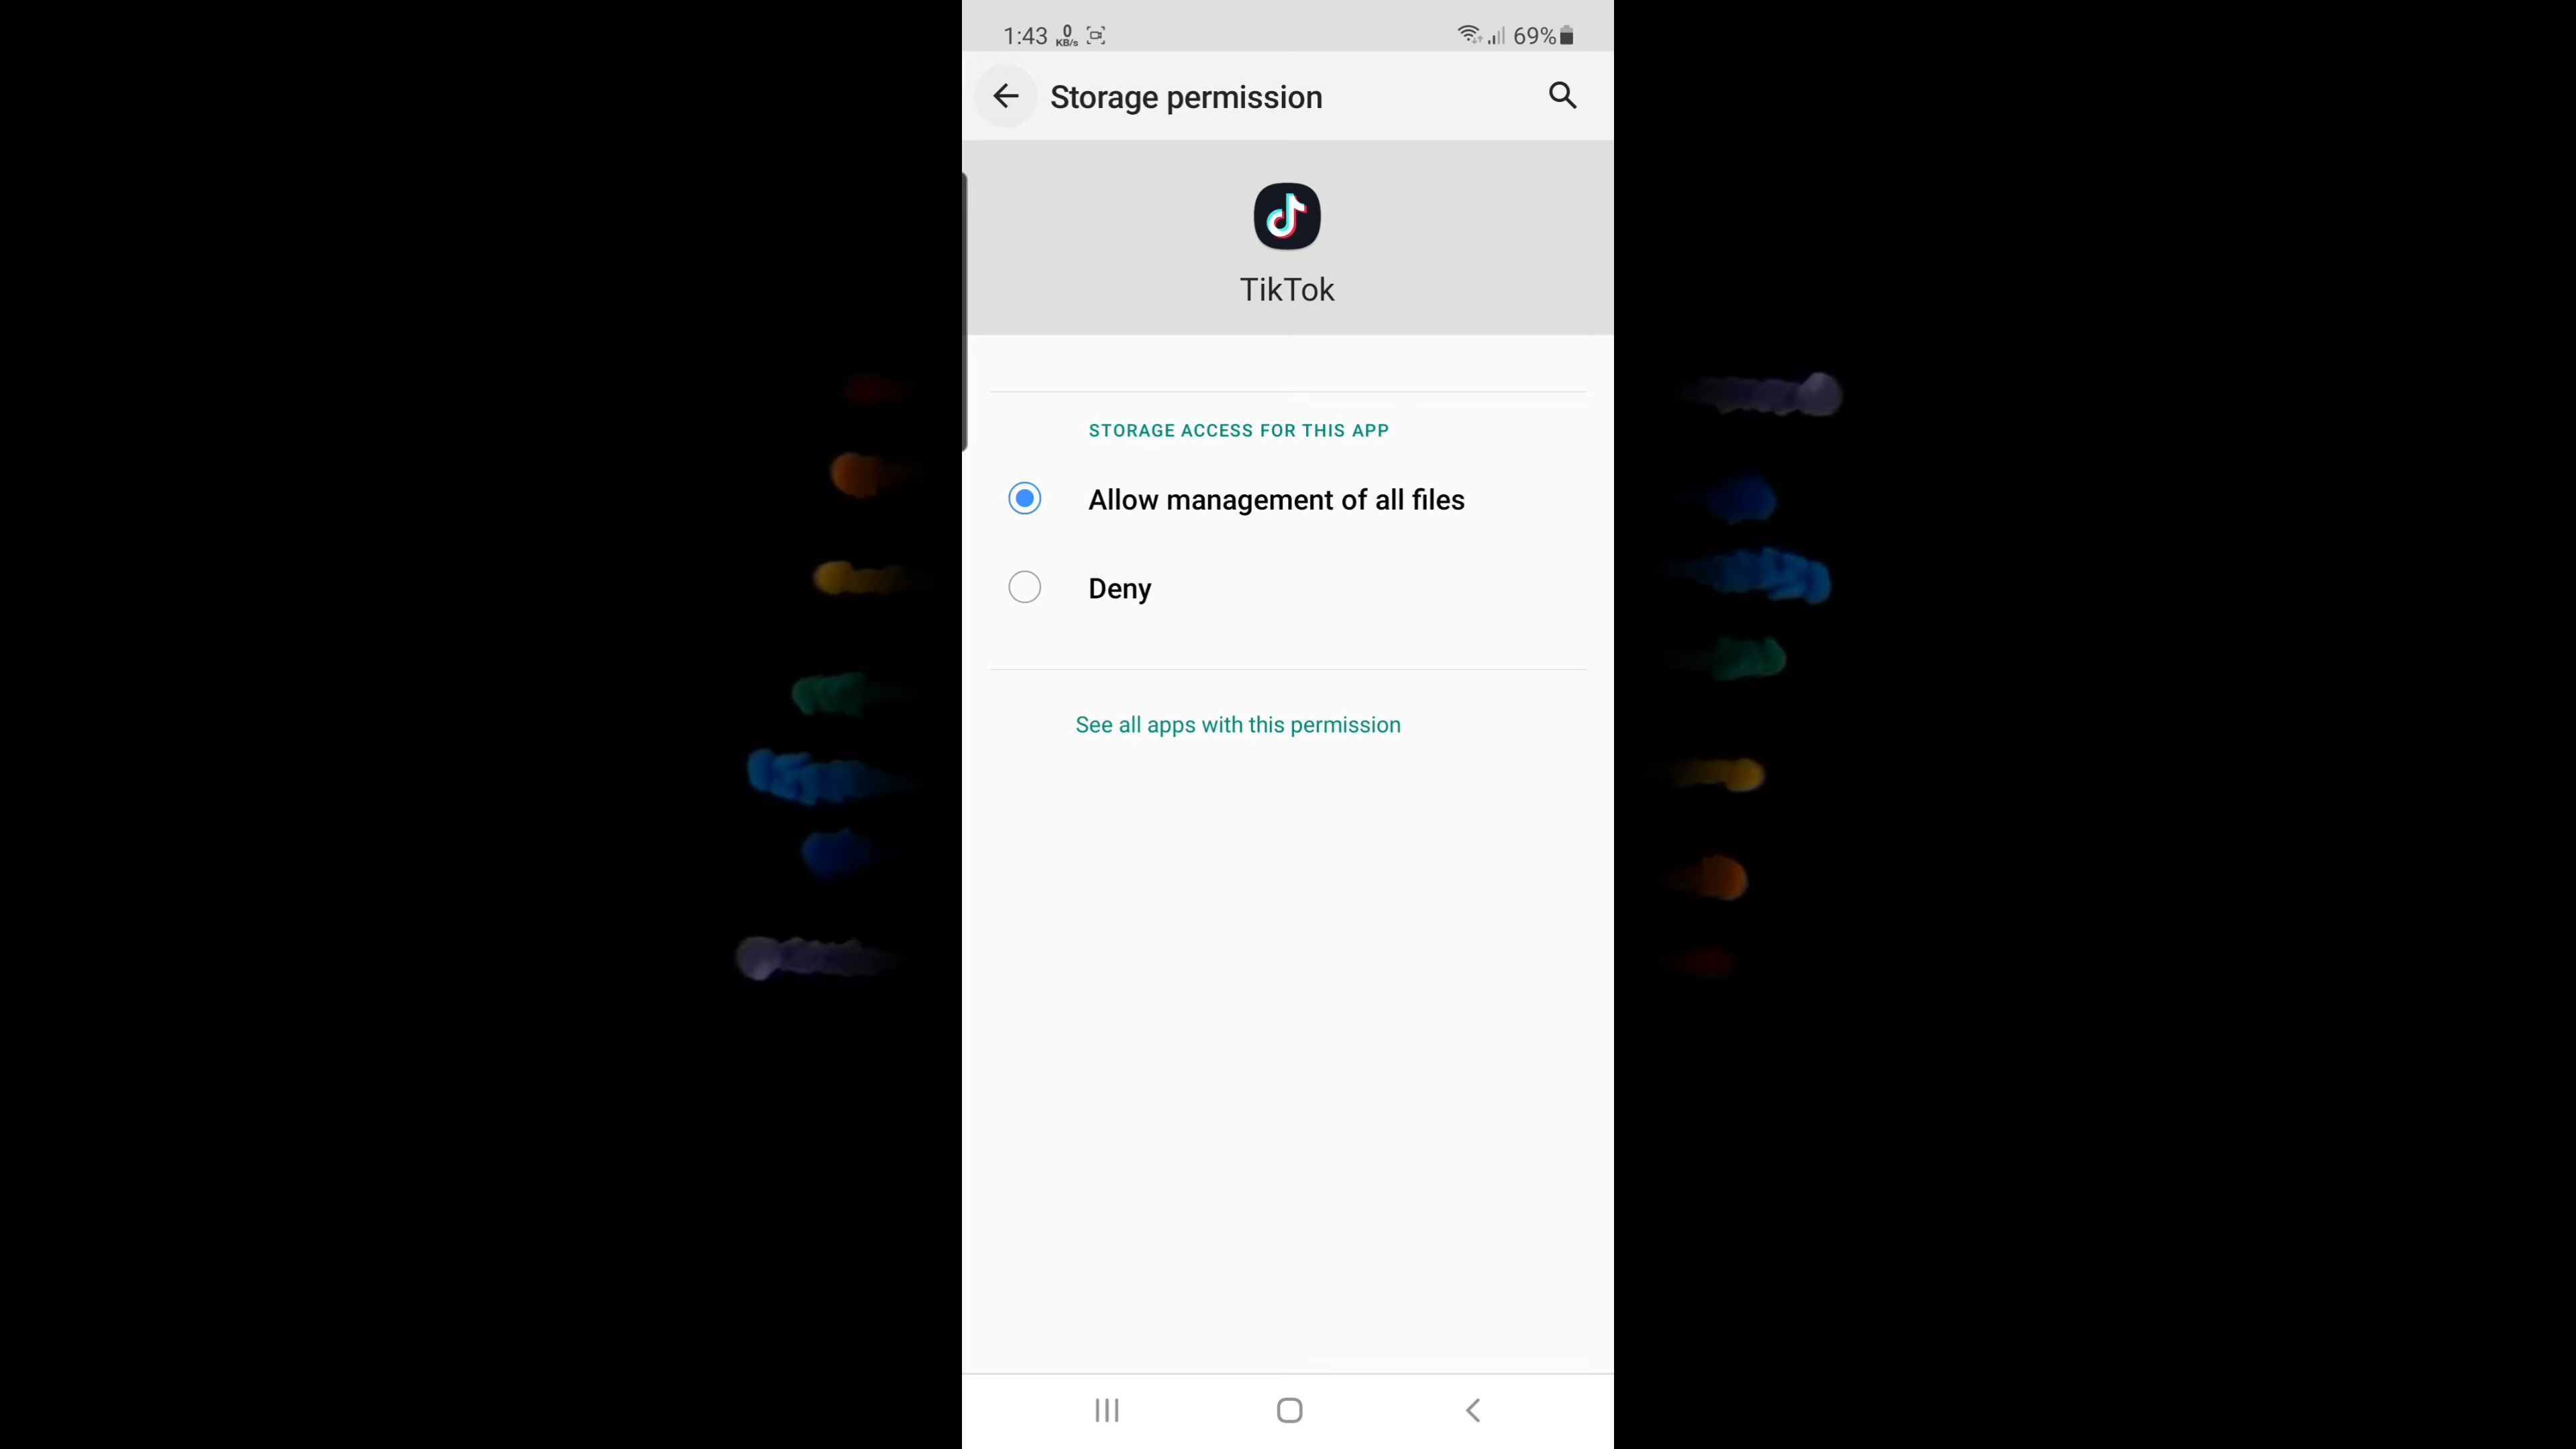 1:43 0 KB/s 69%
Storage permission
TikTok
STORAGE ACCESS FOR THIS APP
Allow management of all files
Deny
See all apps with this permission